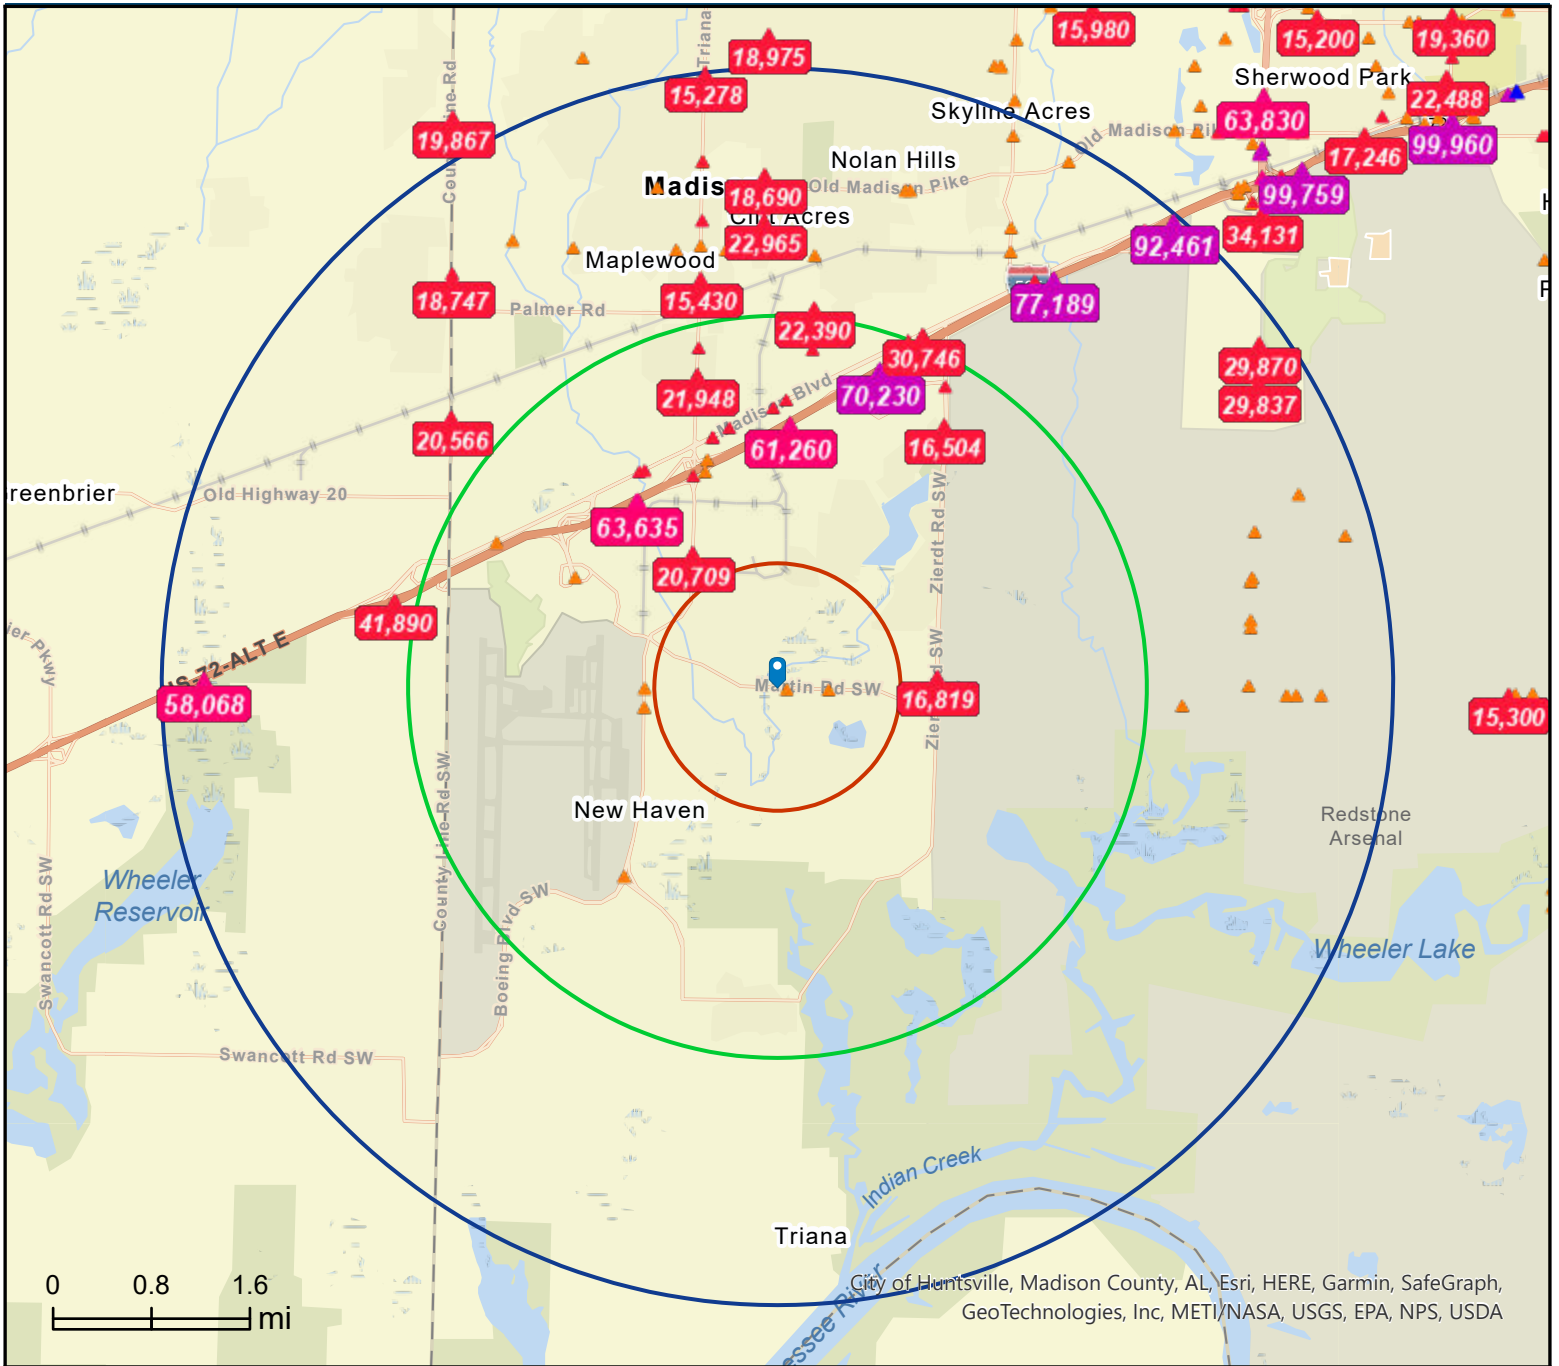 15,980
15,200
19,360
18,975
Triana
15,278
Sherwood Park
22,488
Skyline Acres
63,830
19,867
Old Madison Pik
99,960
17,246
Nolan Hills
Madis
18,690
Old Madison Pike
99,759
Acres
22,965
34,131
92,461
Maplewood
18,747
15,430
77,189
Palmer Rd
22,390
30,746
29,870
70,230
21,948
Madison Blvd
29,837
20,566
61,260
16,504
reenbrier
Old Highway 20
63,635
Zierdt Rd SW
20,709
41,890
ier Pkwy
US-72-ALT E
58,068
Martin Rd SW
16,819
SW
15,300
New Haven
County Line Rd SW
Redstone
Arsenal
Wheeler
Reservoir
Swancott Rd SW
Boeing Blvd SW
Wheeler Lake
Swancott Rd SW
Indian Creek
Triana
essee River
0 0.8 1.6
mi
City of Huntsville, Madison County, AL, Esri, HERE, Garmin, SafeGraph,
GeoTechnologies, Inc, METI/NASA, USGS, EPA, NPS, USDA